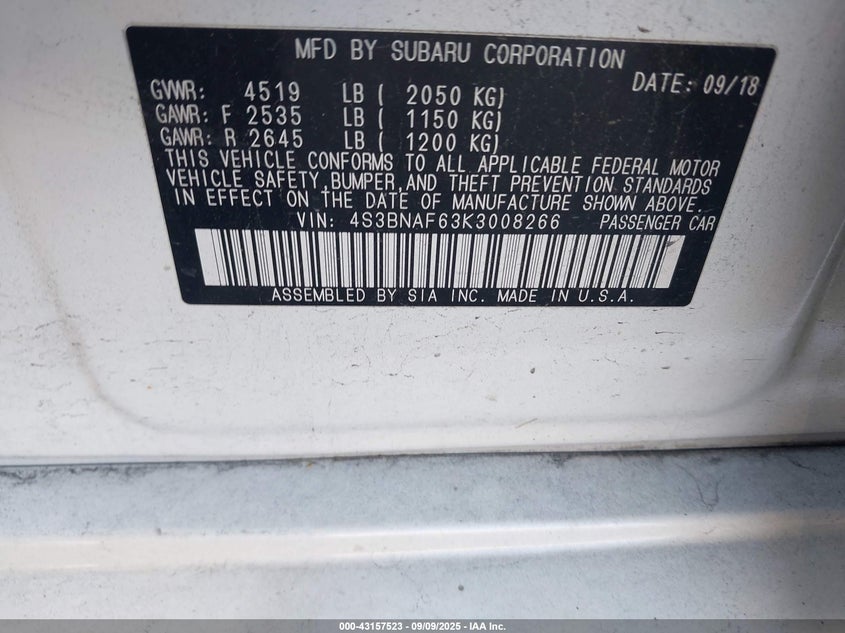 MFD BY SUBARU CORPORATION
DATE: 09/18
GVWR: 4519 LB ( 2050 KG)
GAWR: F 2535 LB ( 1150 KG)
GAWR: R 2645 LB ( 1200 KG)
THIS VEHICLE CONFORMS TO ALL APPLICABLE FEDERAL MOTOR
VEHICLE SAFETY,BUMPER,AND THEFT PREVENTION STANDARDS
IN EFFECT ON THE DATE OF MANUFACTURE SHOWN ABOVE.
VIN: 4S3BNAF63K3008266 PASSENGER CAR
ASSEMBLED BY SIA INC. MADE IN U.S.A.
000-43157523 | 09/09/2025 - IAA Inc.